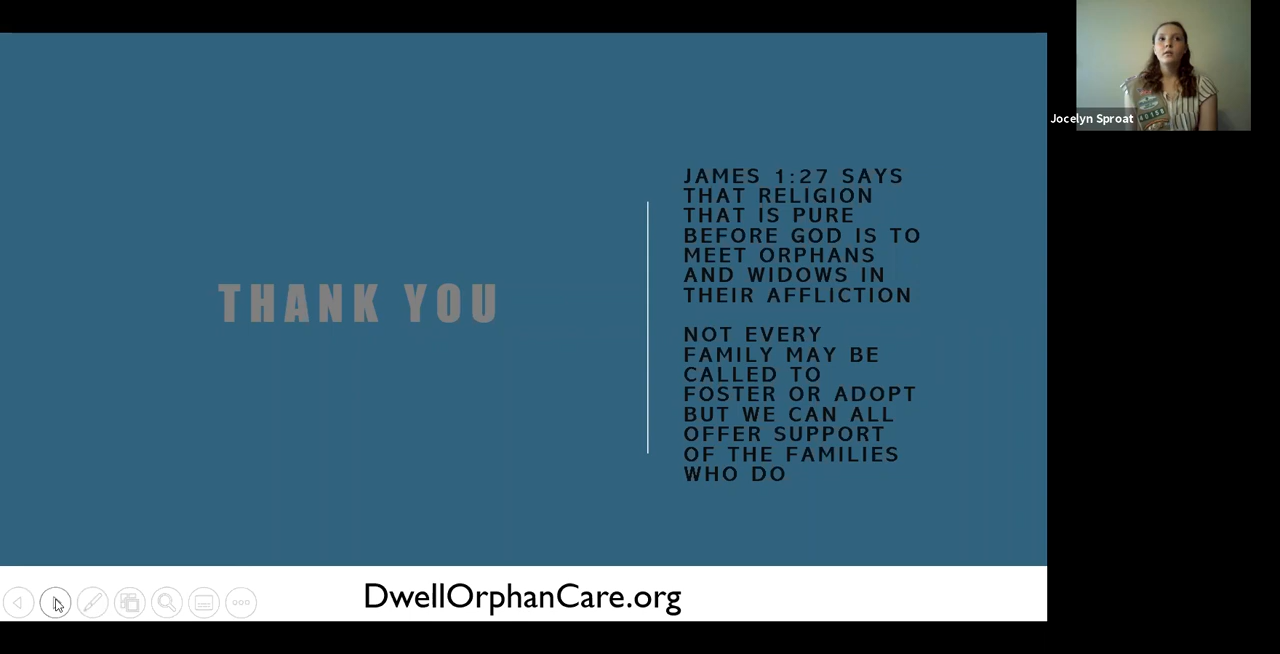 THANK YOU
JAMES 1:27 SAYS
THAT RELIGION
THAT IS PURE
BEFORE GOD IS TO
MEET ORPHANS
AND WIDOWS IN
THEIR AFFLICTION
NOT EVERY
FAMILY MAY BE
CALLED TO
FOSTER OR ADOPT
BUT WE CAN ALL
OFFER SUPPORT
OF THE FAMILIES
WHO DO
DwellOrphanCare.org
Jocelyn Sproat